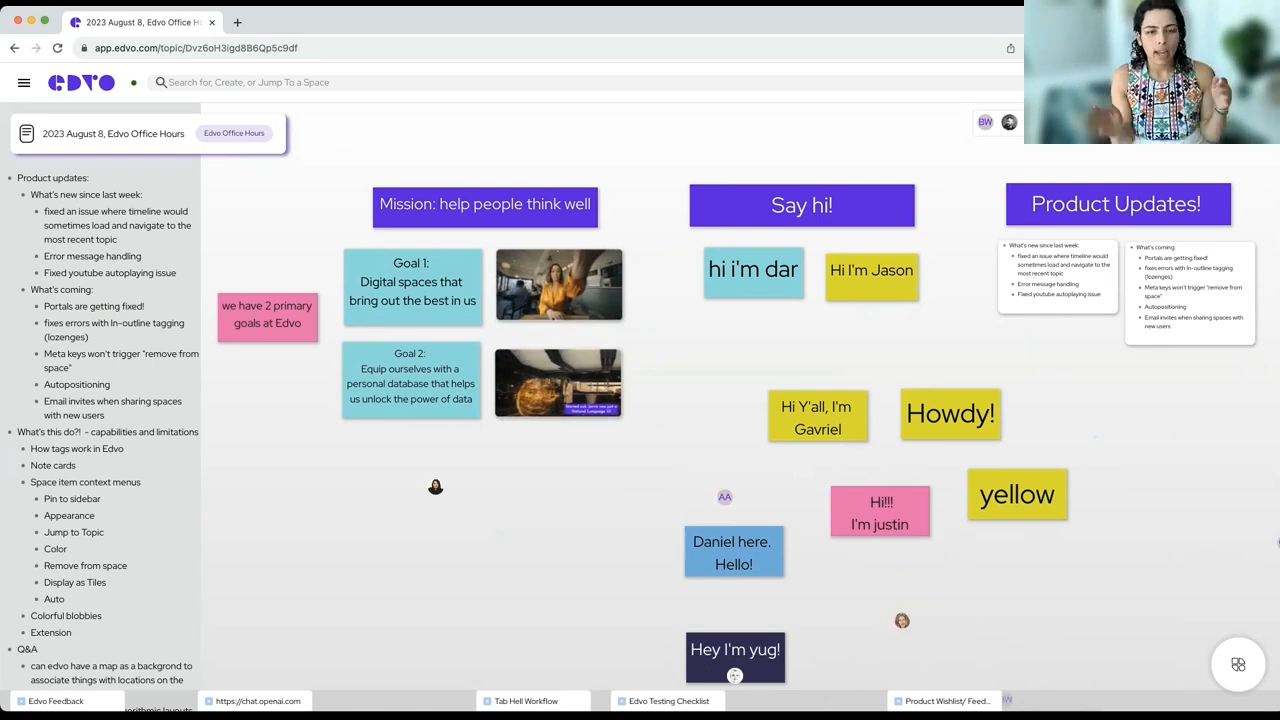 2023 August 8, Edvo Office Ho
app.edvo.com/topic/Dvz6oH3igd8B6Qp5c9df
EDVO
Search for, Create, or Jump To a Space
2023 August 8, Edvo Office Hours
Edvo Office Hours
BW
Product updates:
What's new since last week:
fixed an issue where timeline would
sometimes load and navigate to the
most recent topic
Error message handling
Fixed youtube autoplaying issue
What's coming:
Portals are getting fixed!
fixes errors with In-outline tagging
(lozenges)
Meta keys won't trigger "remove from
space"
Autopositioning
Email invites when sharing spaces
with new users
What's this do?! - capabilities and limitations
How tags work in Edvo
Note cards
Space item context menus
Pin to sidebar
Appearance
Jump to Topic
Color
Remove from space
Display as Tiles
Auto
Colorful blobbies
Extension
Q&A
can edvo have a map as a backgrond to
associate things with locations on the
Mission: help people think well
we have 2 primary
goals at Edvo
Goal 1:
Digital spaces that
bring out the best in us
Goal 2:
Equip ourselves with a
personal database that helps
us unlock the power of data
Say hi!
hi i'm dar
Hi I'm Jason
Hi Y'all, I'm
Gavriel
Howdy!
yellow
Hi!!!
I'm justin
AA
Daniel here.
Hello!
Hey I'm yug!
Product Updates!
What's new since last week:
fixed an issue where timeline would
sometimes load and navigate to the
most recent topic
Error message handling
Fixed youtube autoplaying issue
What's coming:
Portals are getting fixed!
fixes errors with In-outline tagging
(lozenges)
Meta keys won't trigger "remove from
space"
Autopositioning
Email invites when sharing spaces with
new users
Edvo Feedback
https://chat.openai.com
Tab Hell Workflow
Edvo Testing Checklist
Product Wishlist/ Feed...